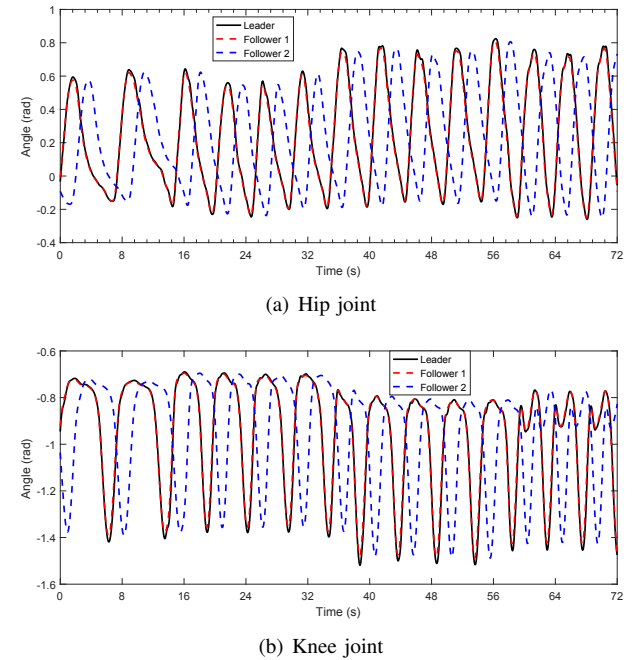 1
0.8
0.6
0.4
0.2
0
-0.2
-0.4
Angle (rad)
Leader
Follower 1
Follower 2
0 8 16 24 32 40 48 56 64 72
Time (s)
(a) Hip joint
-0.6
-0.8
-1
-1.2
-1.4
-1.6
Angle (rad)
Leader
Follower 1
Follower 2
0 8 16 24 32 40 48 56 64 72
Time (s)
(b) Knee joint